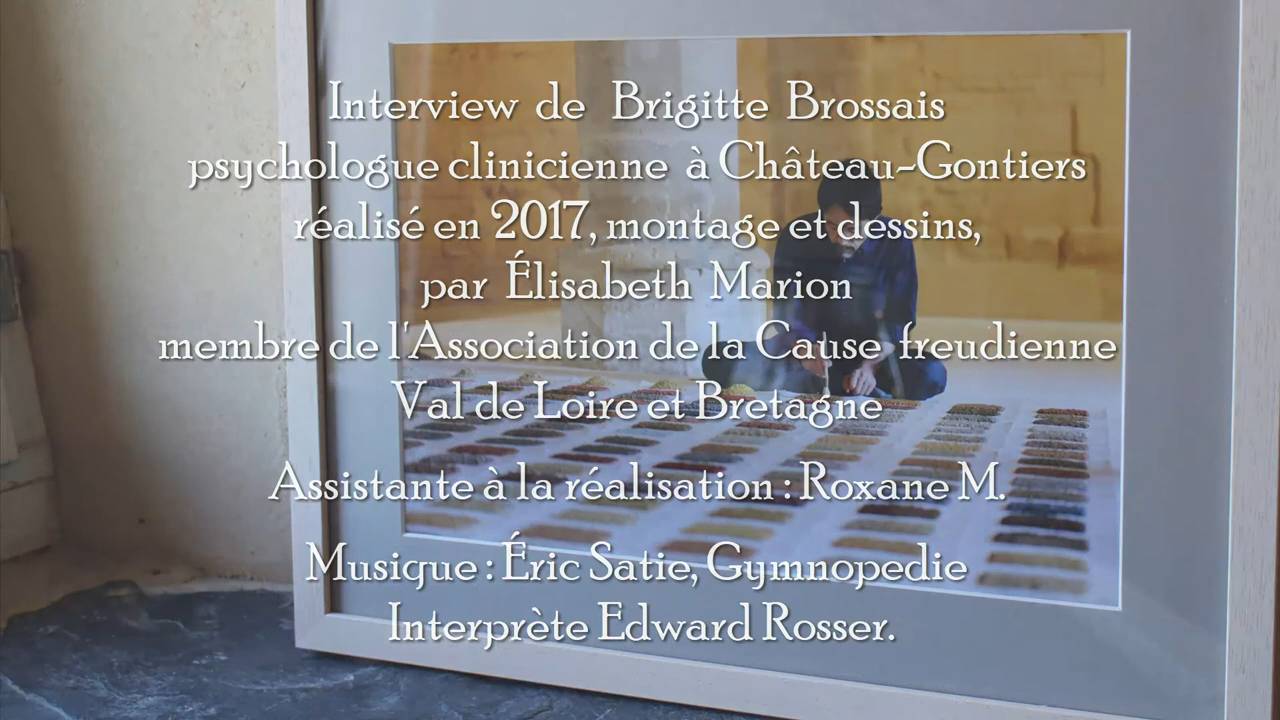 Interview de Brigitte Brossais
psychologue clinicienne à Château-Gontiers
réalisé en 2017, montage et dessins,
par Élisabeth Marion
membre de l'Association de la Cause freudienne
Val de Loire et Bretagne
Assistante à la réalisation : Roxane M.
Musique : Éric Satie, Gymnopedie
Interprète Edward Rosser.